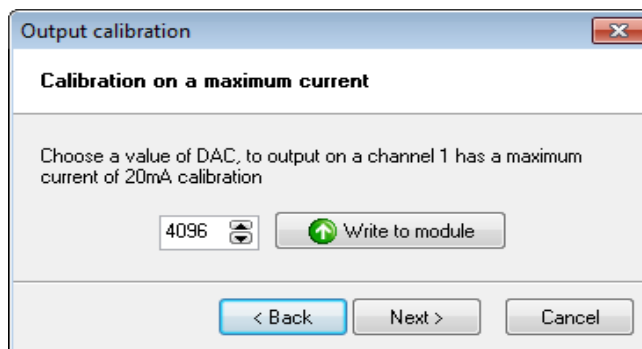 Output calibration
Calibration on a maximum current
Choose a value of DAC, to output on a channel 1 has a maximum
current of 20mA calibration
4096 Write to module
< Back Next > Cancel